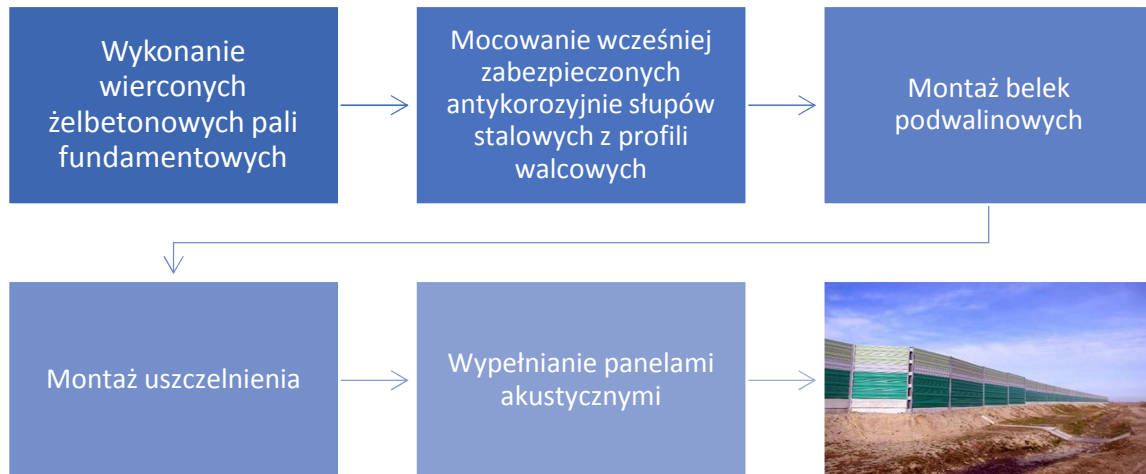 Wykonanie
wierconych
żelbetonowych pali
fundamentowych
Mocowanie wcześniej
zabezpieczonych
antykorozyjnie słupów
stalowych z profili
walcowych
Montaż belek
podwalinowych
Montaż uszczelnienia
Wypełnianie panelami
akustycznymi